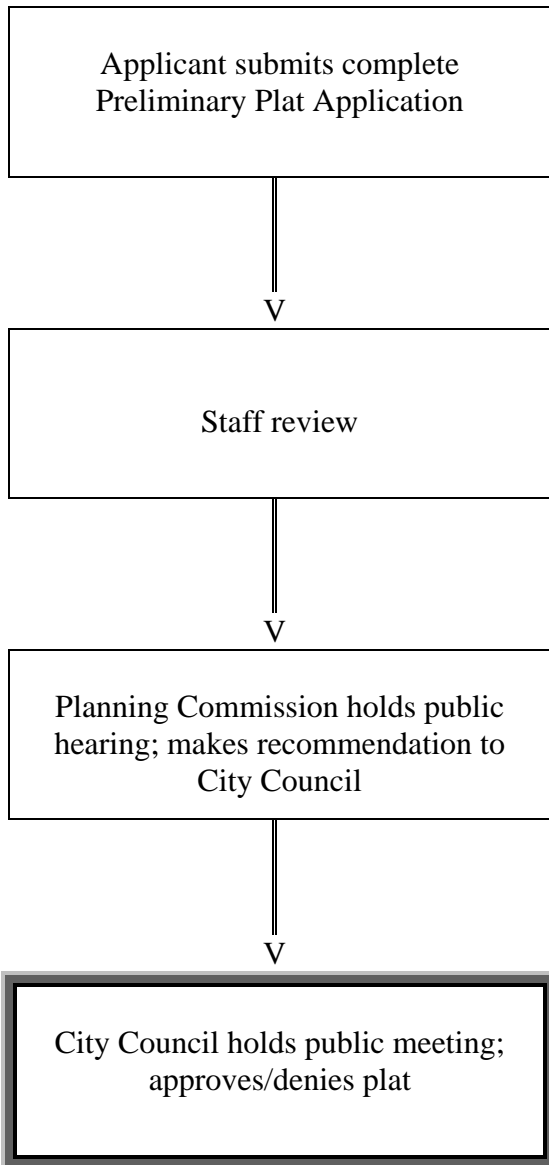 Applicant submits complete
Preliminary Plat Application
V
Staff review
V
Planning Commission holds public
hearing; makes recommendation to
City Council
V
City Council holds public meeting;
approves/denies plat